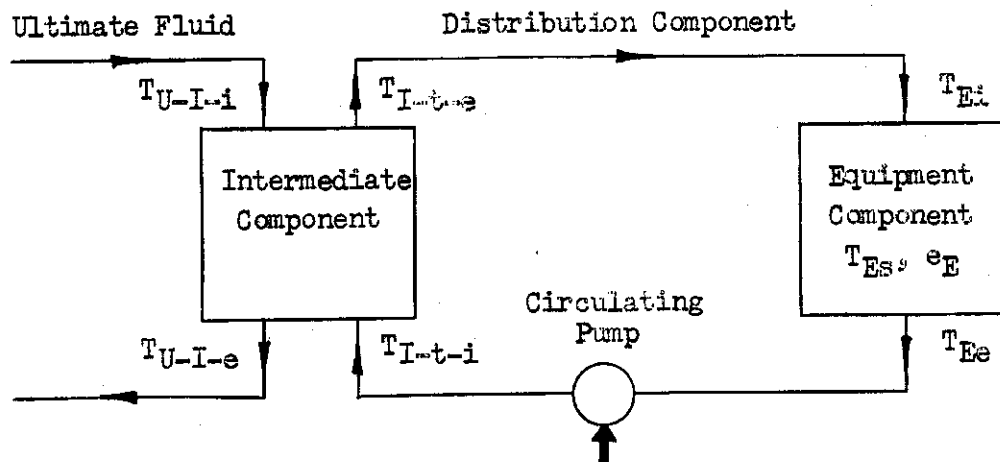 Ultimate Fluid
Distribution Component
T_{U-I-i}
T_{I-t-e}
T_{Ei}
Intermediate
Component
Equipment
Component
T_{Es}, e_E
Circulating
Pump
T_{U-I-e}
T_{I-t-i}
T_{Ee}